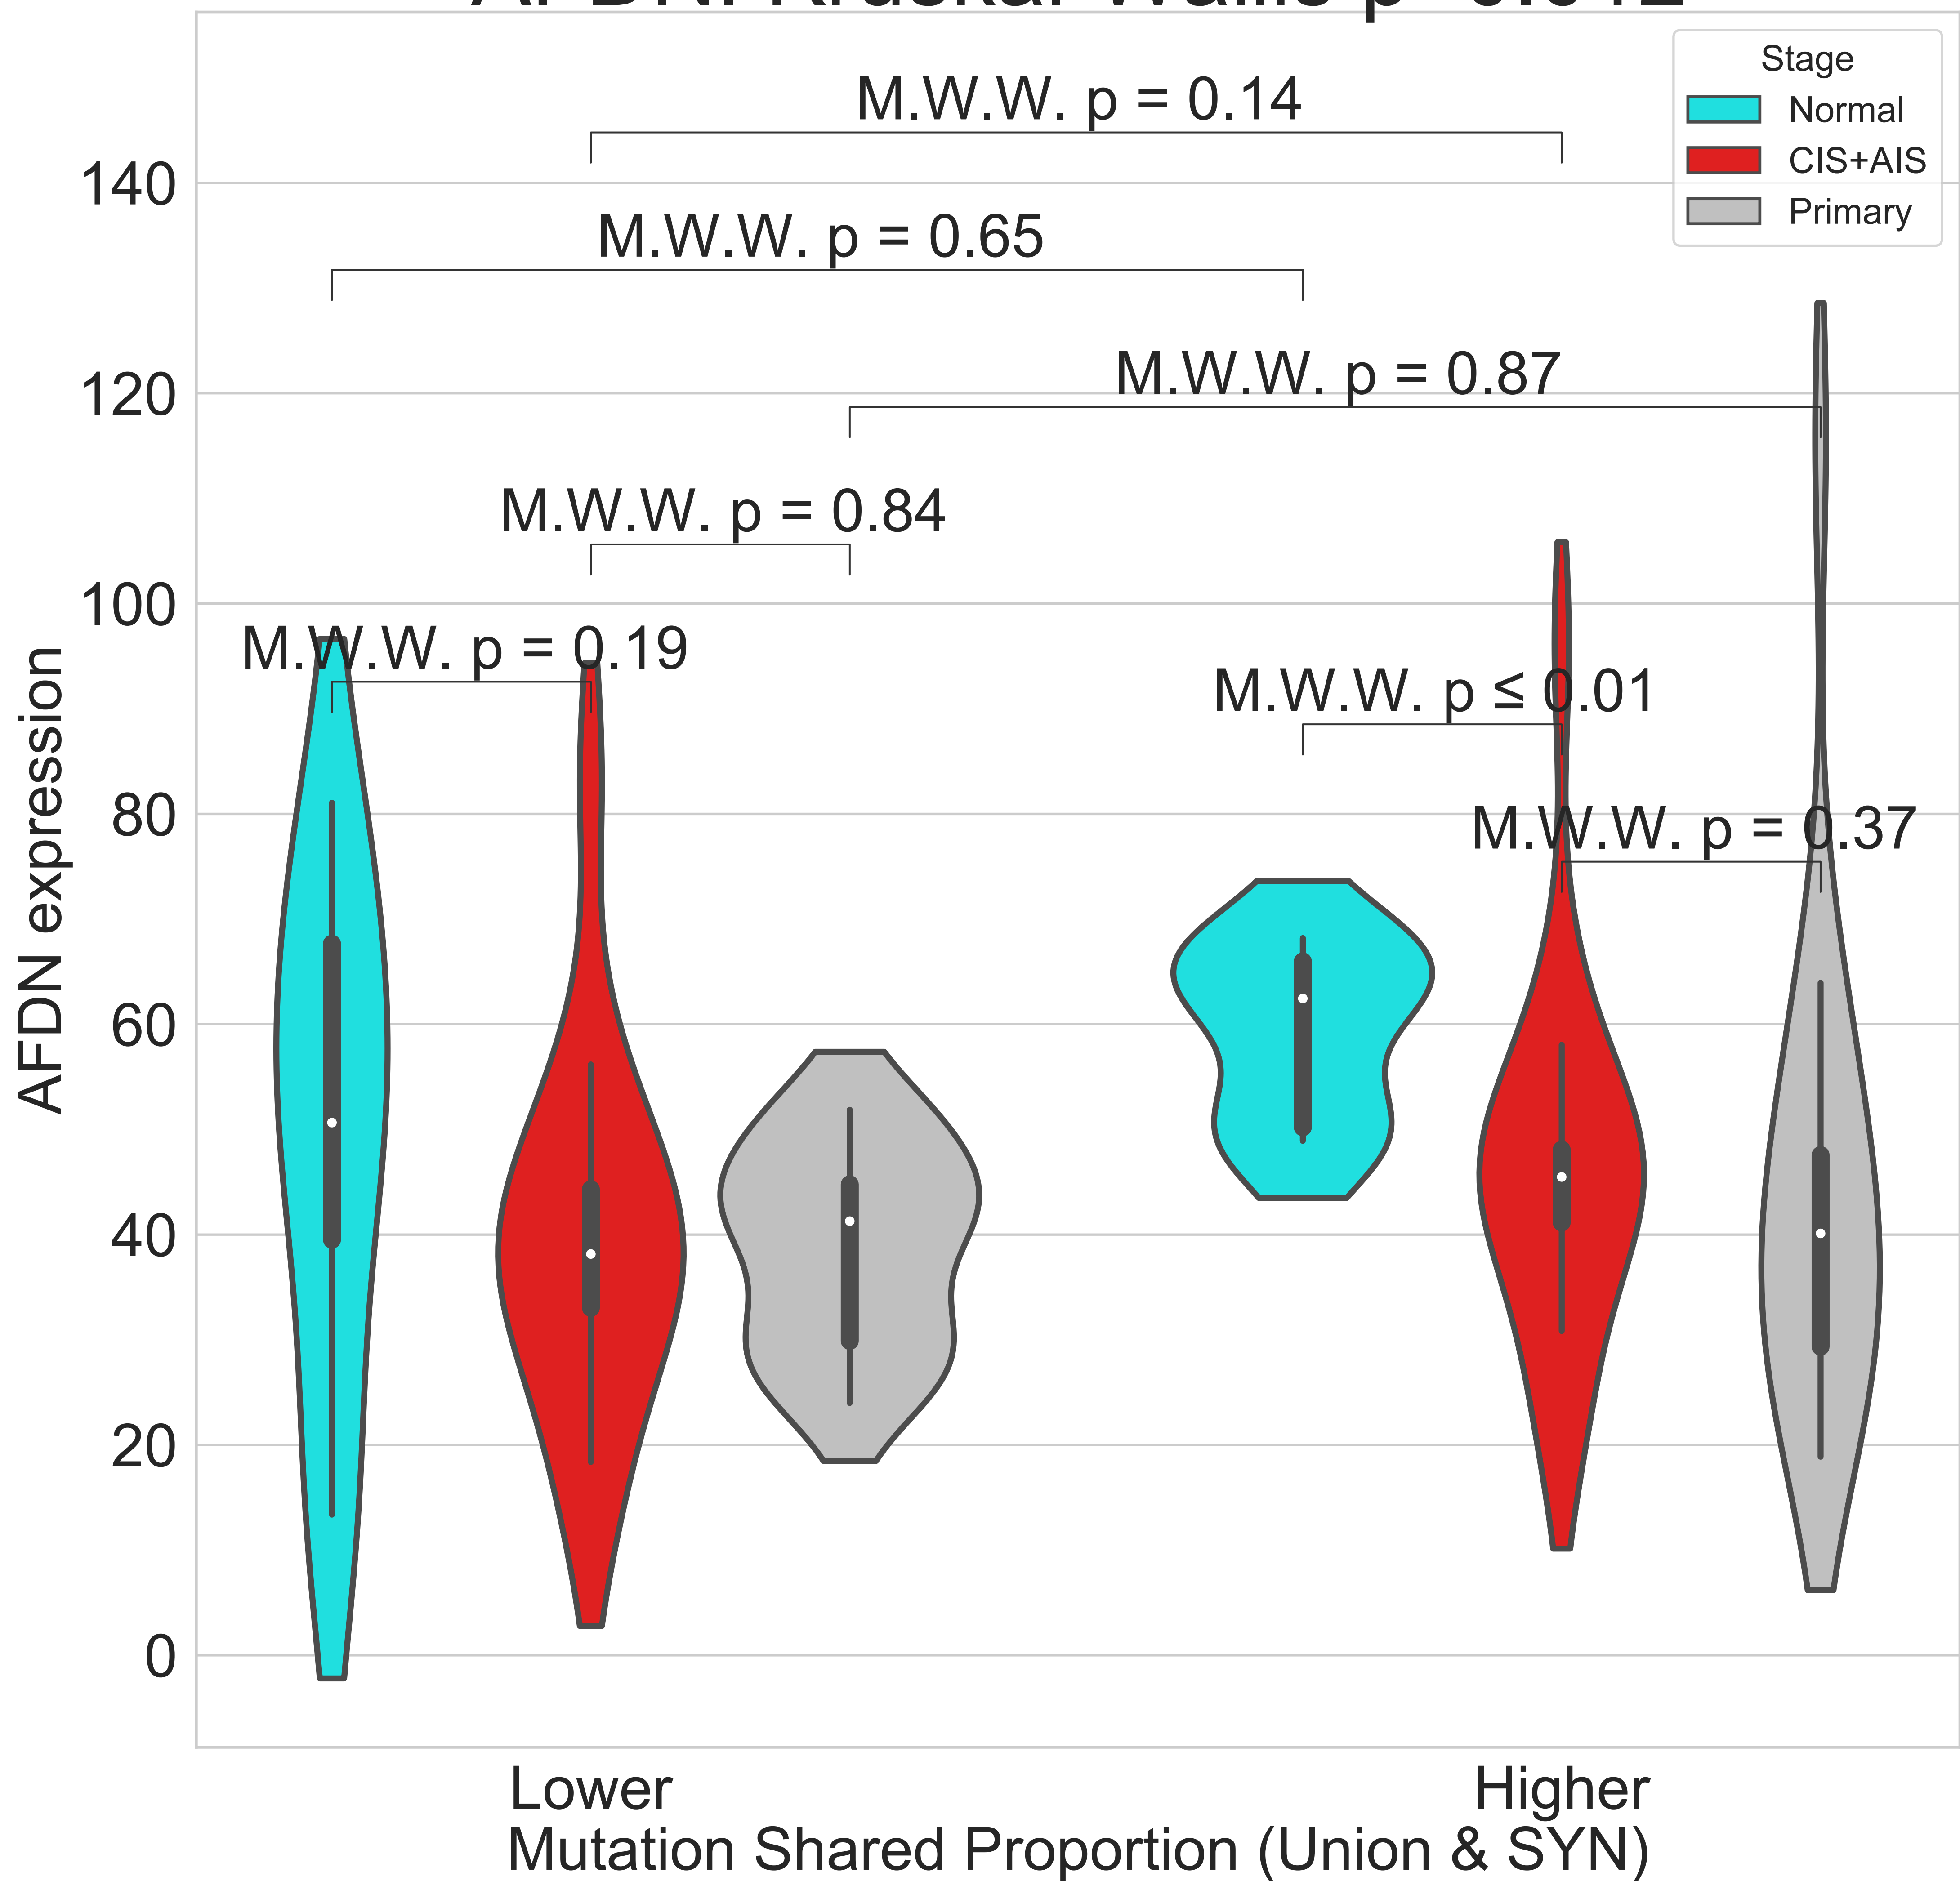 Stage
Normal
CIS+AIS
Primary
M.W.W. p = 0.14
M.W.W. p = 0.65
M.W.W. p = 0.87
M.W.W. p = 0.84
M.W.W. p = 0.19
M.W.W. p ≤ 0.01
M.W.W. p = 0.37
140
120
100
80
60
40
20
0
AFDN expression
Lower
Higher
Mutation Shared Proportion (Union & SYN)